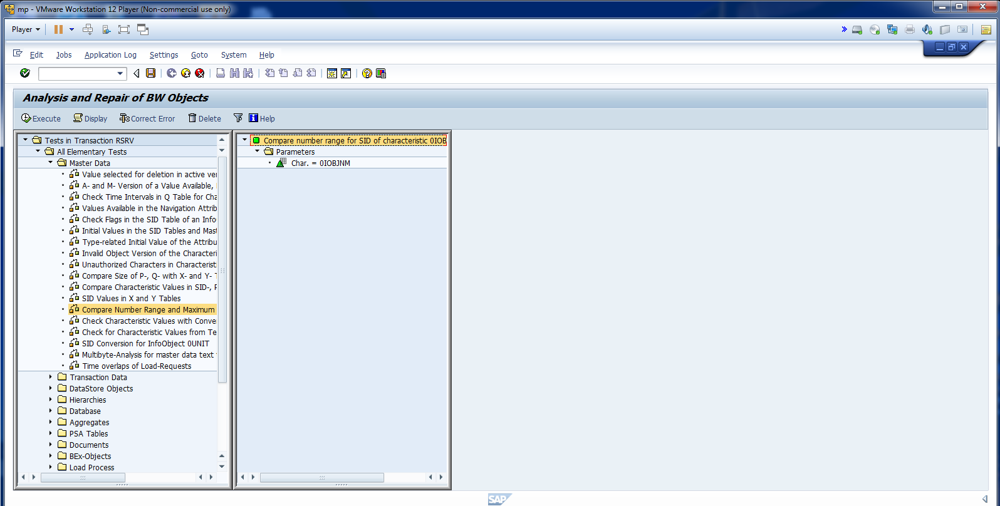 mp - VMware Workstation 12 Player (Non-commercial use only)
Player
Edit Jobs Application Log Settings Goto System Help
Analysis and Repair of BW Objects
Execute Display Correct Error Delete Help
Tests in Transaction RSRV
All Elementary Tests
Master Data
Value selected for deletion in active ve
A- and M- Version of a Value Available,
Check Time Intervals in Q Table for Cha
Values Available in the Navigation Attrib
Check Flags in the SID Table of an Info
Initial Values in the SID Tables and Mast
Type-related Initial Value of the Attribu
Invalid Object Version of the Characteri
Unauthorized Characters in Characterist
Compare Size of P-, Q- with X- and Y- T
Compare Characteristic Values in SID-, P
SID Values in X and Y Tables
Compare Number Range and Maximum
Check Characteristic Values with Conve
Check for Characteristic Values from Te
SID Conversion for InfoObject 0UNIT
Multibyte-Analysis for master data text
Time overlaps of Load-Requests
Transaction Data
DataStore Objects
Hierarchies
Database
Aggregates
PSA Tables
Documents
BEx-Objects
Load Process
Compare number range for SID of characteristic 0IOB
Parameters
Char. = 0IOBJNM
SAP